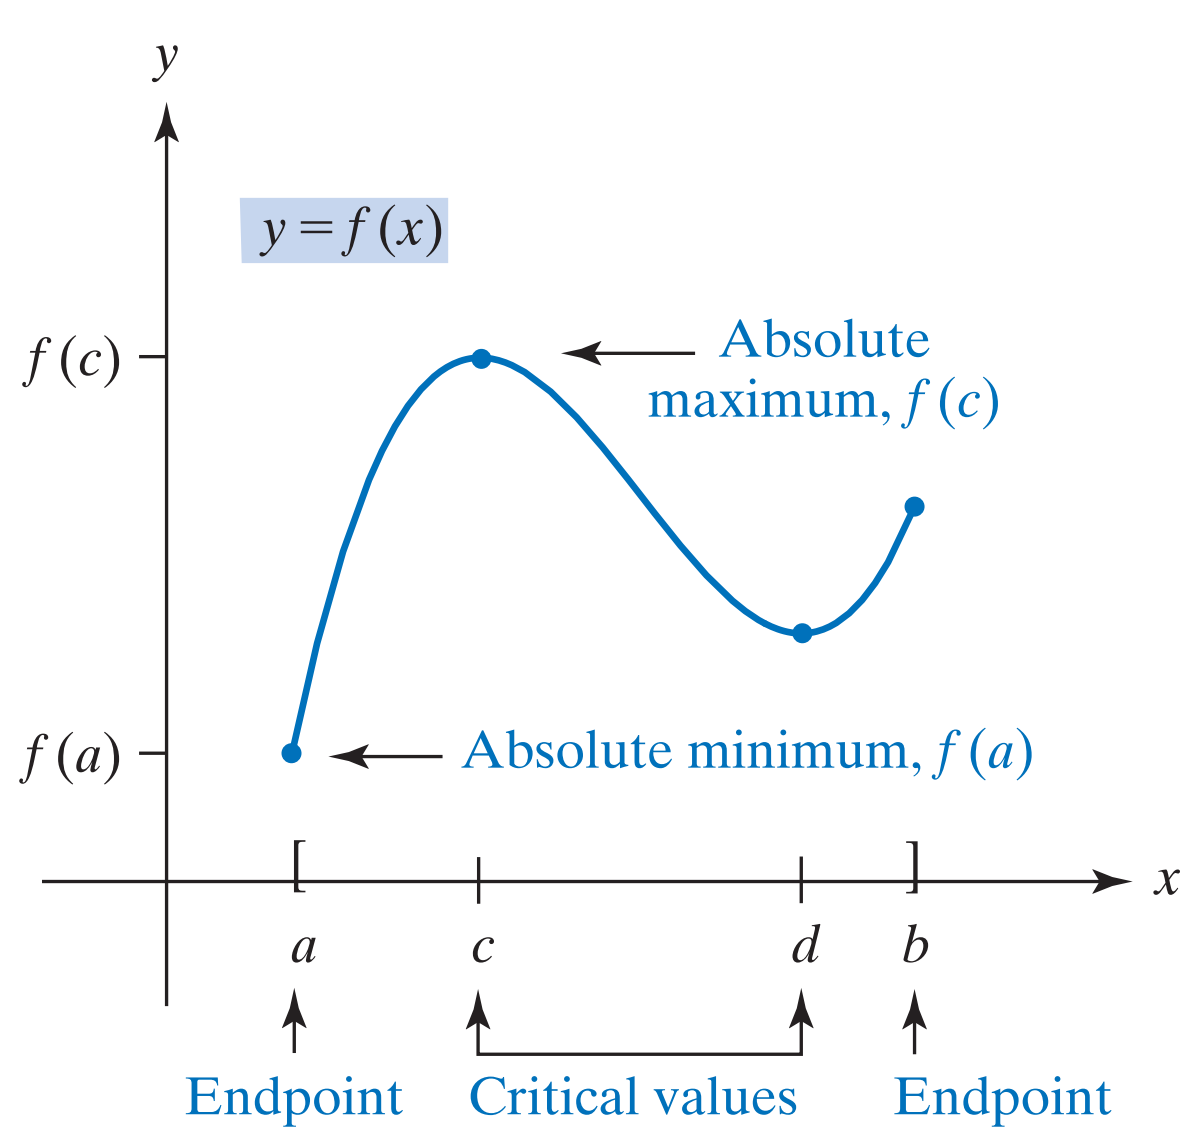 y
y = f (x)
f (c)
Absolute
maximum, f (c)
f (a)
Absolute minimum, f (a)
[ ]
x
a c d b
Endpoint Critical values Endpoint